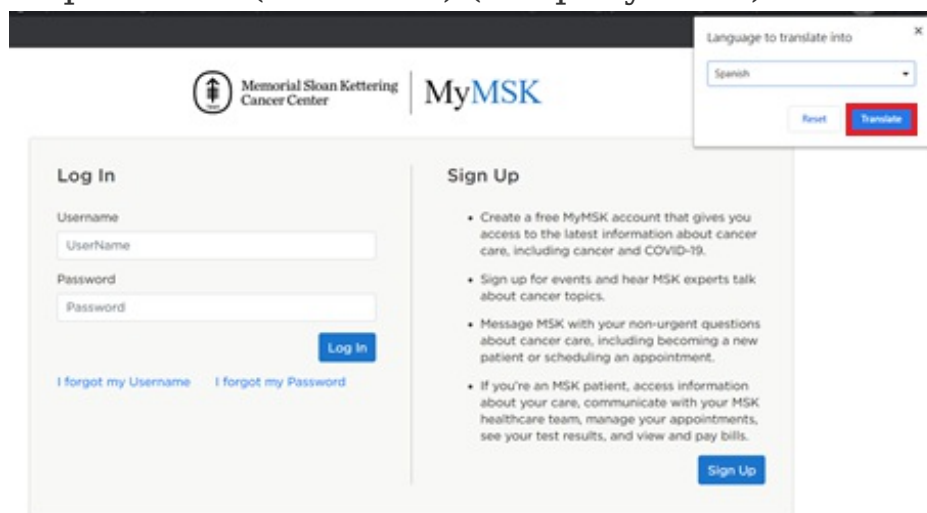 Language to translate into
×
Spanish
Reset
Translate
Memorial Sloan Kettering
Cancer Center
MyMSK
Log In
Username
UserName
Password
Password
Log In
I forgot my Username
I forgot my Password
Sign Up
• Create a free MyMSK account that gives you
access to the latest information about cancer
care, including cancer and COVID-19.
• Sign up for events and hear MSK experts talk
about cancer topics.
• Message MSK with your non-urgent questions
about cancer care, including becoming a new
patient or scheduling an appointment.
• If you're an MSK patient, access information
about your care, communicate with your MSK
healthcare team, manage your appointments,
see your test results, and view and pay bills.
Sign Up